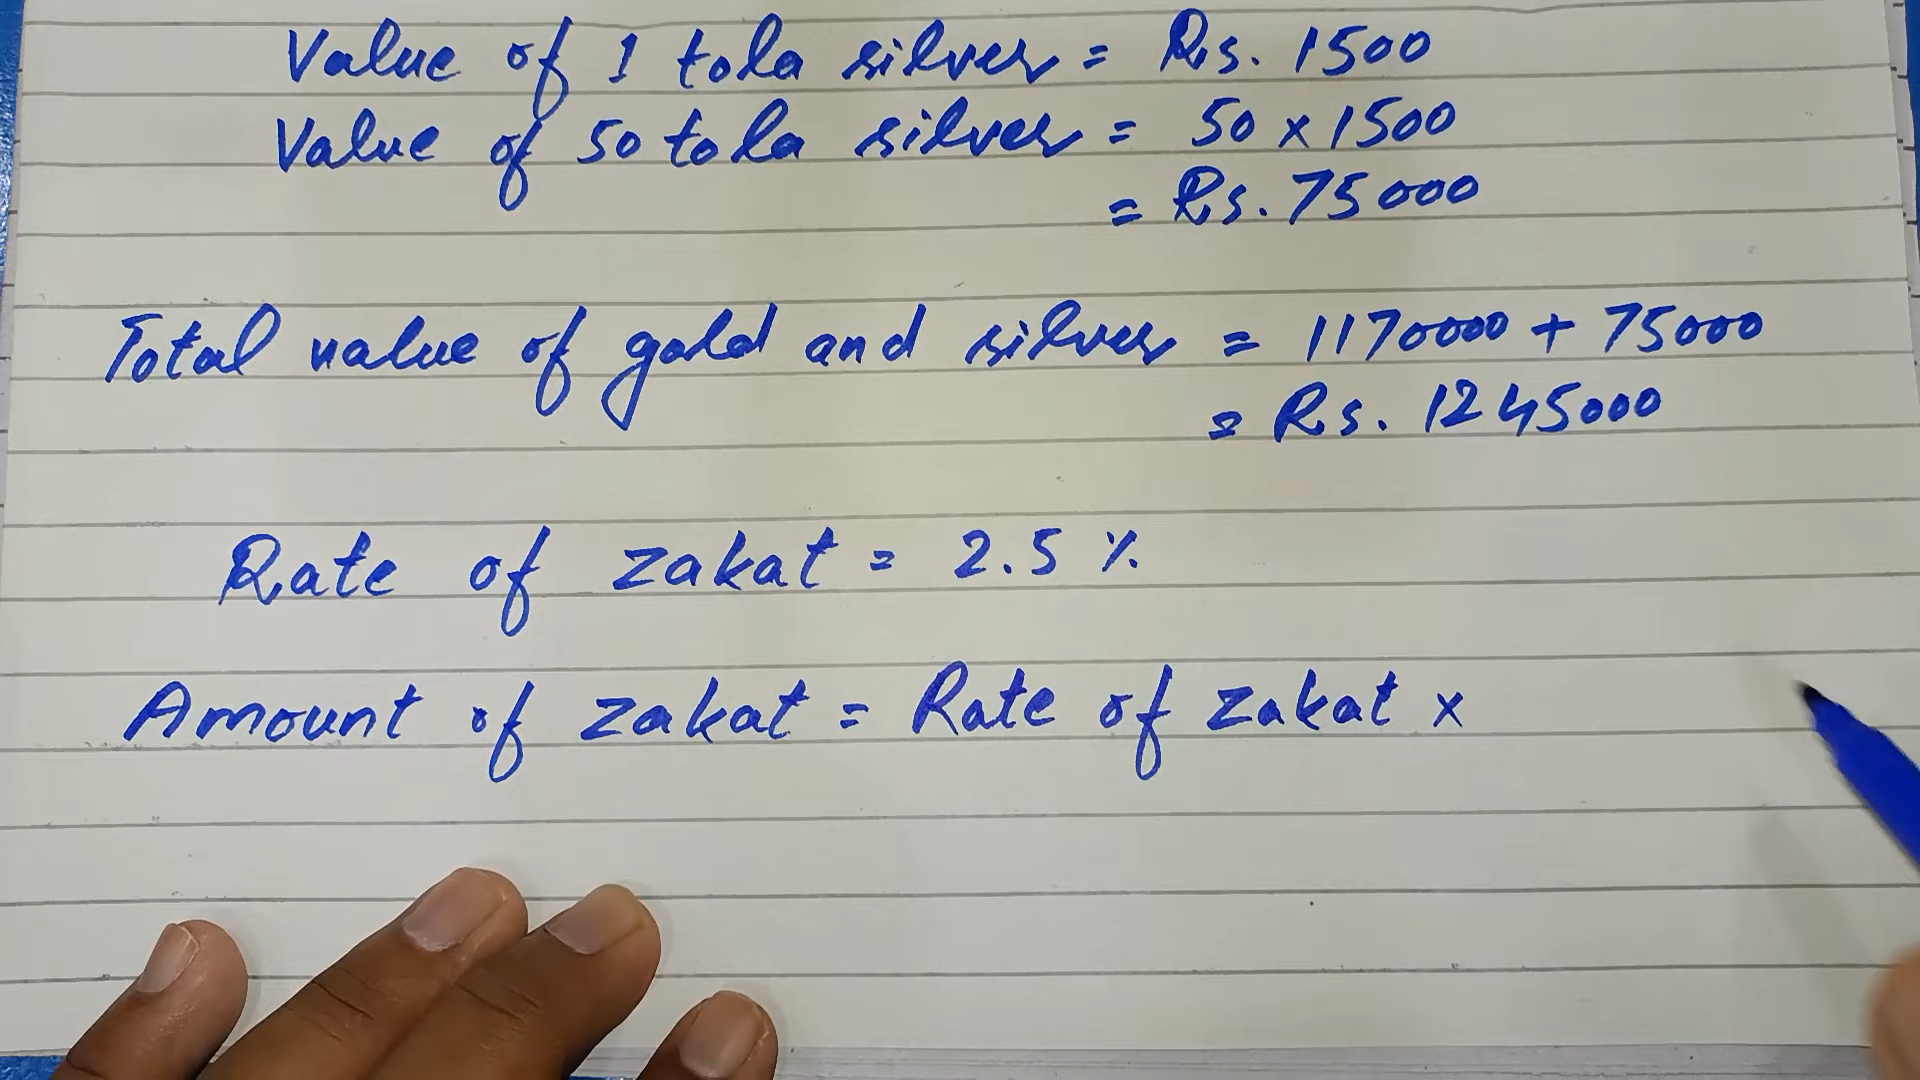 Value of 1 tola silver = Rs. 1500
Value of 50 tola silver = 50 x 1500
= Rs. 75000
Total value of gold and silver = 1170000 + 75000
= Rs. 1245000
Rate of zakat = 2.5 %
Amount of zakat = Rate of zakat x